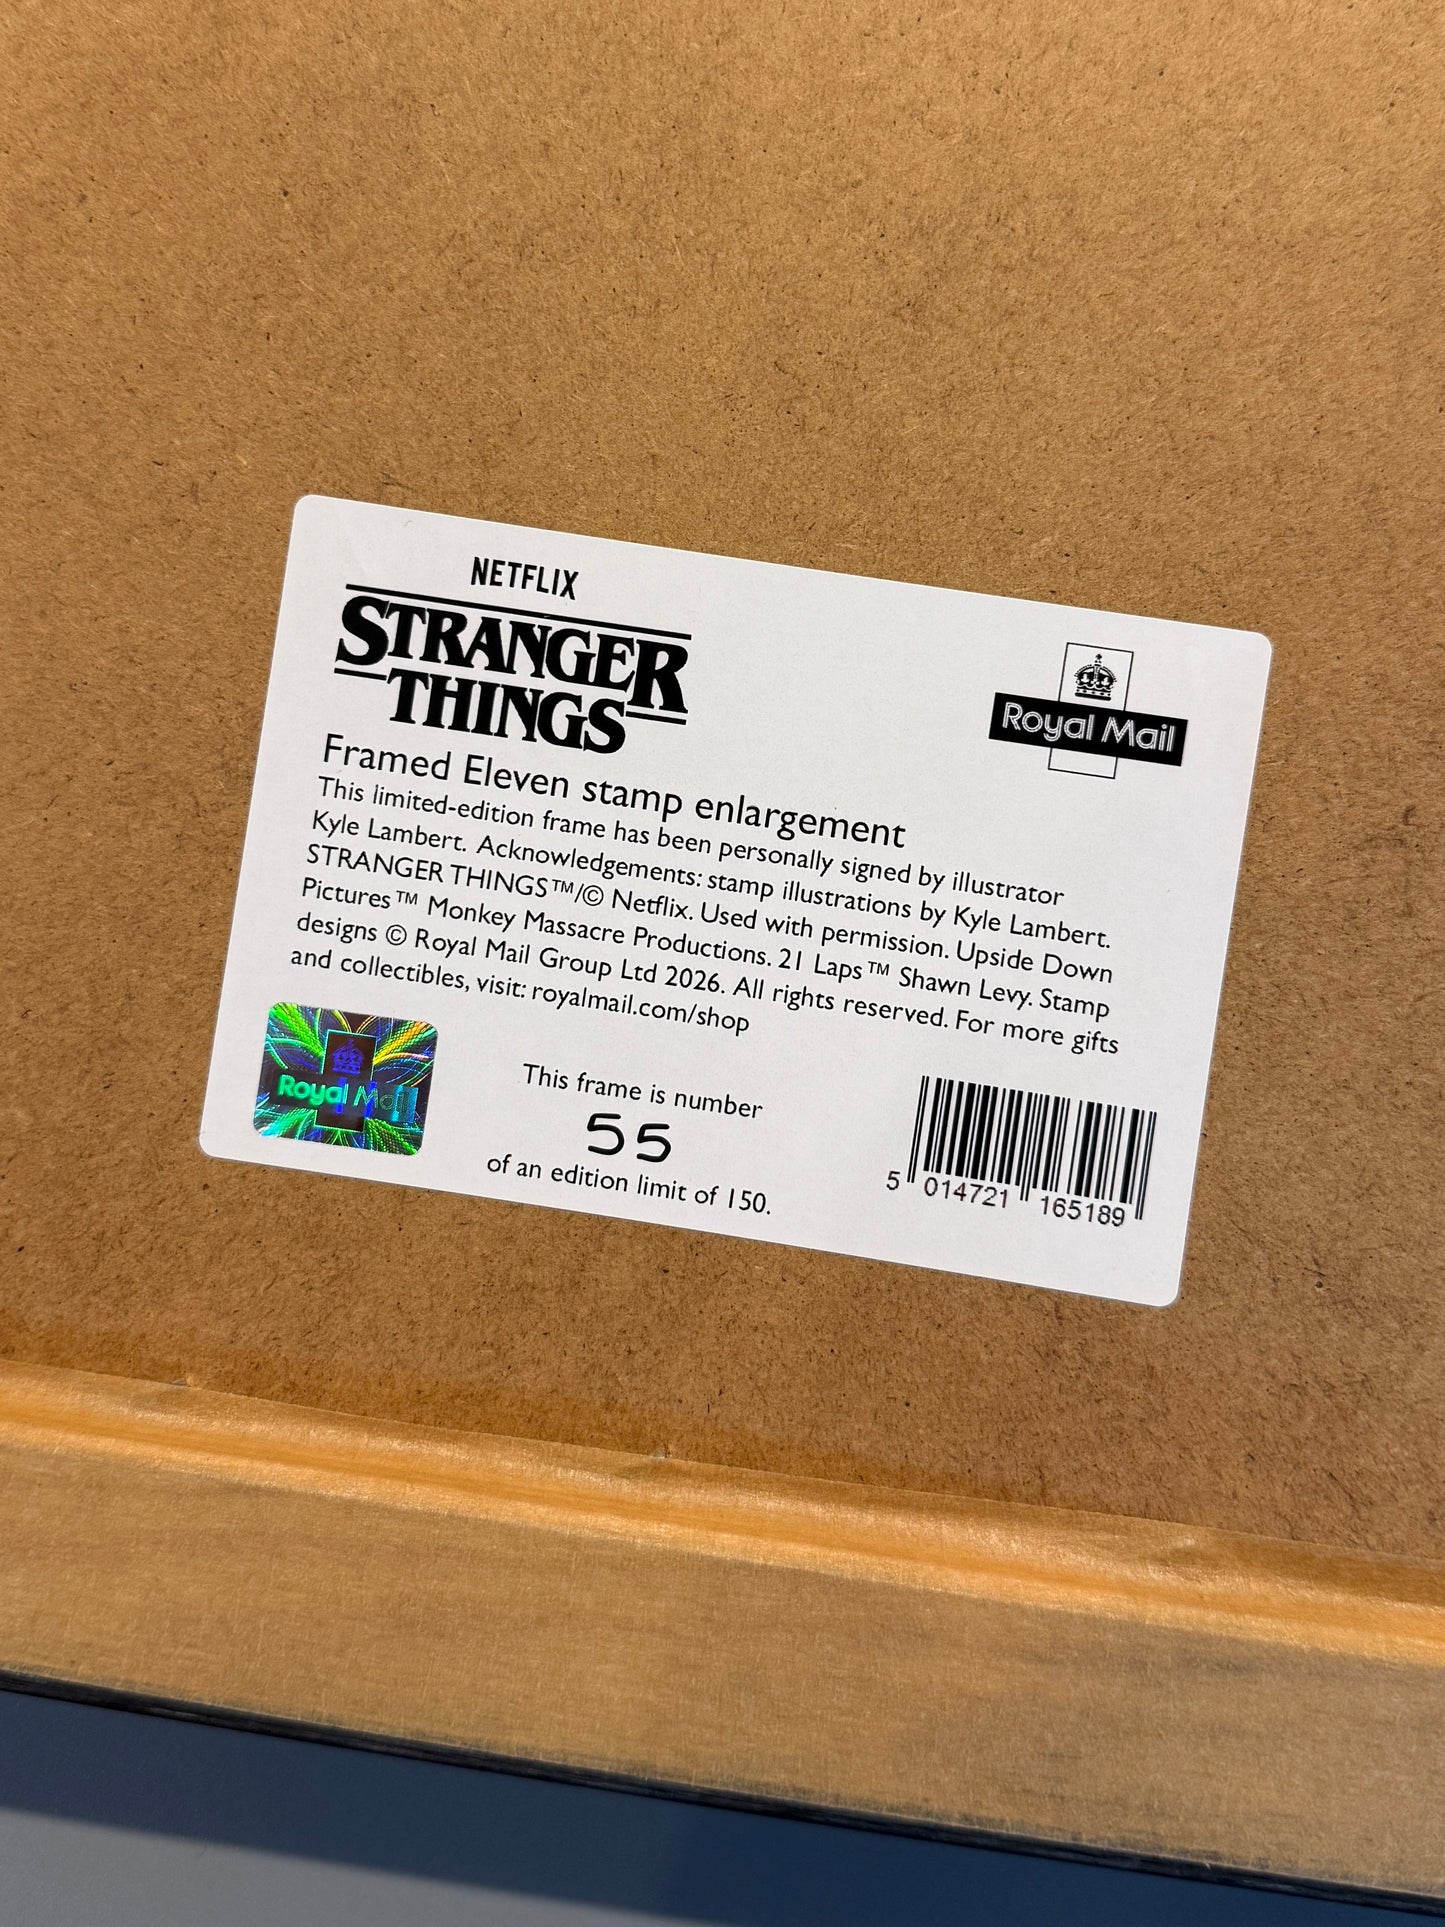 NETFLIX
STRANGER
THINGS
Royal Mail
Framed Eleven stamp enlargement
This limited-edition frame has been personally signed by illustrator
Kyle Lambert. Acknowledgements: stamp illustrations by Kyle Lambert.
STRANGER THINGS™/© Netflix. Used with permission. Upside Down
Pictures™ Monkey Massacre Productions. 21 Laps™ Shawn Levy. Stamp
designs © Royal Mail Group Ltd 2026. All rights reserved. For more gifts
and collectibles, visit: royalmail.com/shop
Royal Mail
This frame is number
55
of an edition limit of 150.
5 014721 165189